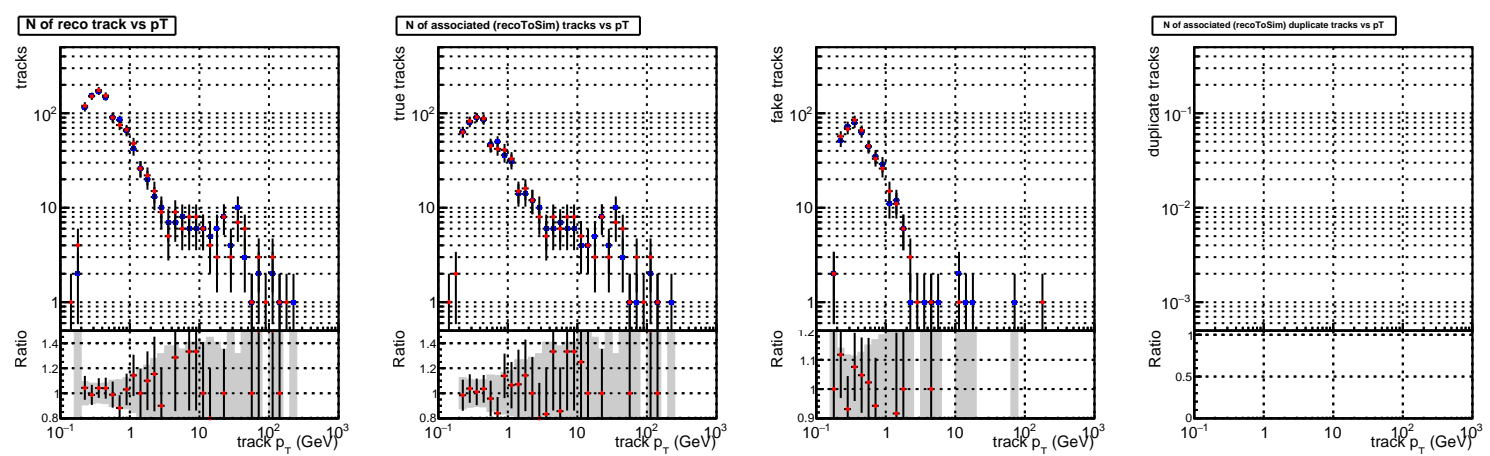 N of reco track vs pT
tracks
10²
10
1
Ratio
1.4
1.2
1
0.8
10⁻¹ 1 10 10² 10³
track p_T (GeV)
N of associated (recoToSim) tracks vs pT
true tracks
10²
10
1
Ratio
1.4
1.2
1
0.8
10⁻¹ 1 10 10² 10³
track p_T (GeV)
fake tracks
10²
10
1
Ratio
1.2
1.1
1
0.9
10⁻¹ 1 10 10² 10³
track p_T (GeV)
N of associated (recoToSim) duplicate tracks vs pT
duplicate tracks
10⁻¹
10⁻²
10⁻³
Ratio
1
0.5
0
10⁻¹ 1 10 10² 10³
track p_T (GeV)